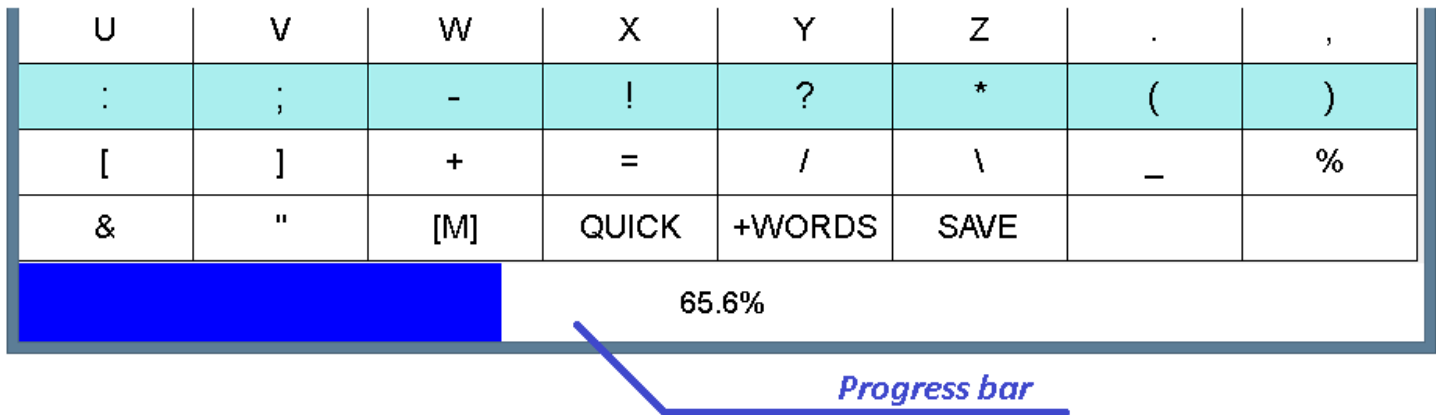 U V W X Y Z . ,
: ; - ! ? * ( )
[ ] + = / \ _ %
& " [M] QUICK +WORDS SAVE
65.6%
Progress bar